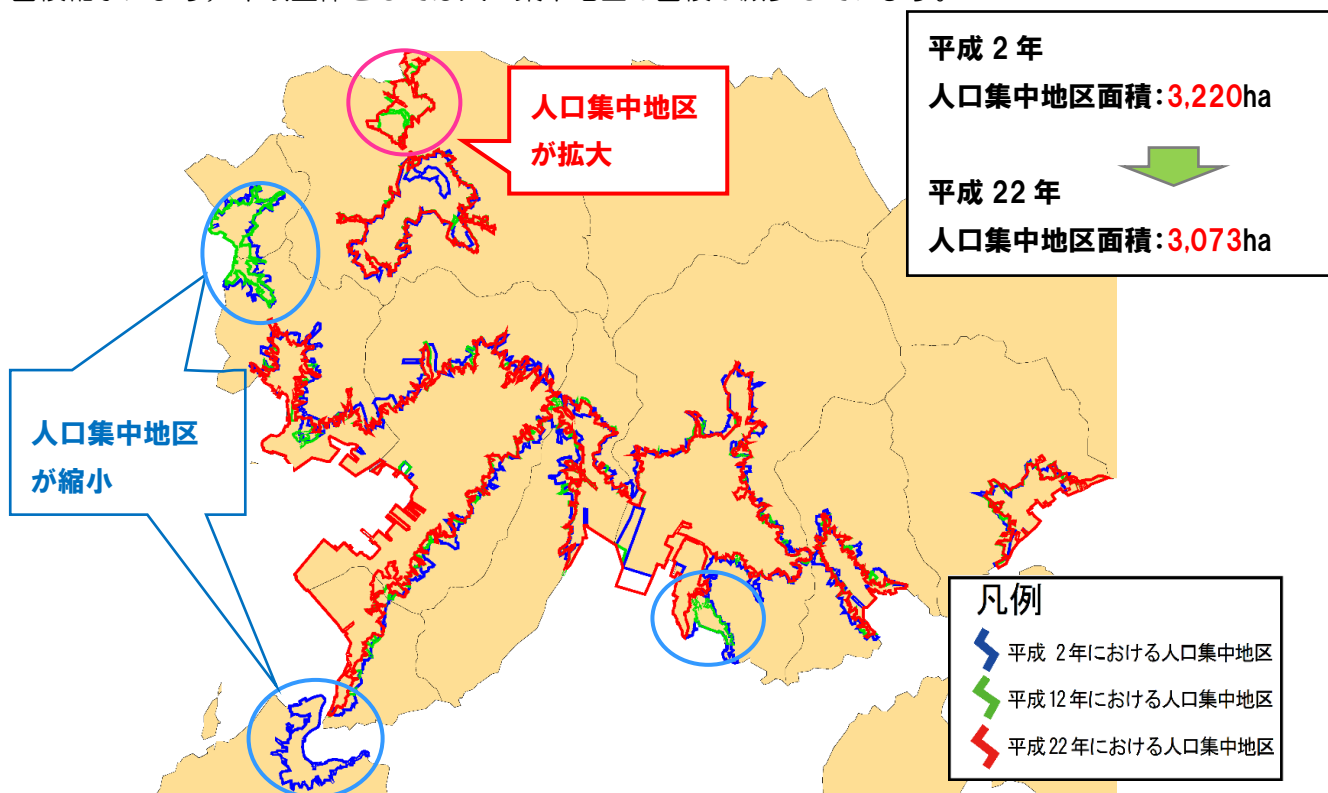 平成 2 年
人口集中地区面積：3,220ha
平成 22 年
人口集中地区面積：3,073ha
人口集中地区
が拡大
人口集中地区
が縮小
凡例
平成 2年における人口集中地区
平成12年における人口集中地区
平成22年における人口集中地区